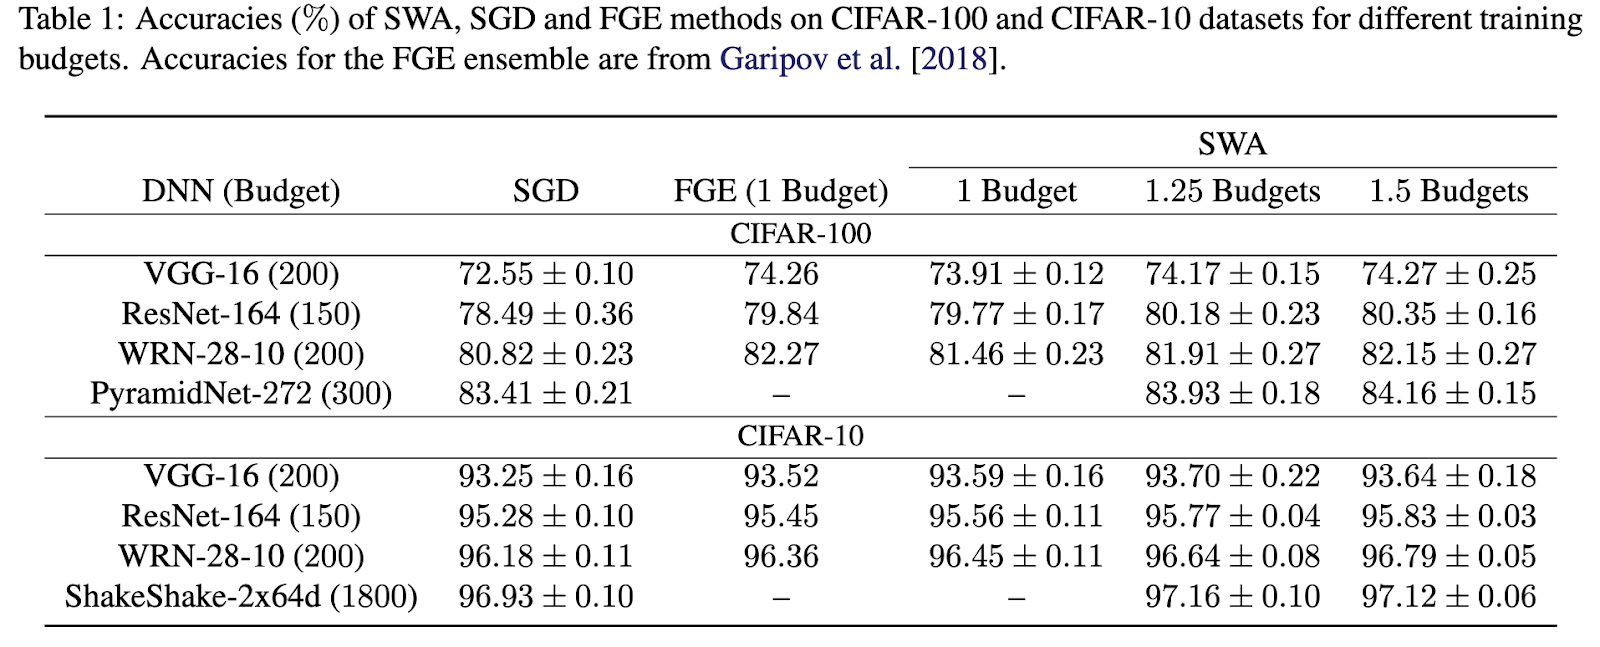 Table 1: Accuracies (%) of SWA, SGD and FGE methods on CIFAR-100 and CIFAR-10 datasets for different training
budgets. Accuracies for the FGE ensemble are from Garipov et al. [2018].
SWA
DNN (Budget) SGD FGE (1 Budget) 1 Budget 1.25 Budgets 1.5 Budgets
CIFAR-100
VGG-16 (200) 72.55 ± 0.10 74.26 73.91 ± 0.12 74.17 ± 0.15 74.27 ± 0.25
ResNet-164 (150) 78.49 ± 0.36 79.84 79.77 ± 0.17 80.18 ± 0.23 80.35 ± 0.16
WRN-28-10 (200) 80.82 ± 0.23 82.27 81.46 ± 0.23 81.91 ± 0.27 82.15 ± 0.27
PyramidNet-272 (300) 83.41 ± 0.21 – – 83.93 ± 0.18 84.16 ± 0.15
CIFAR-10
VGG-16 (200) 93.25 ± 0.16 93.52 93.59 ± 0.16 93.70 ± 0.22 93.64 ± 0.18
ResNet-164 (150) 95.28 ± 0.10 95.45 95.56 ± 0.11 95.77 ± 0.04 95.83 ± 0.03
WRN-28-10 (200) 96.18 ± 0.11 96.36 96.45 ± 0.11 96.64 ± 0.08 96.79 ± 0.05
ShakeShake-2x64d (1800) 96.93 ± 0.10 – – 97.16 ± 0.10 97.12 ± 0.06